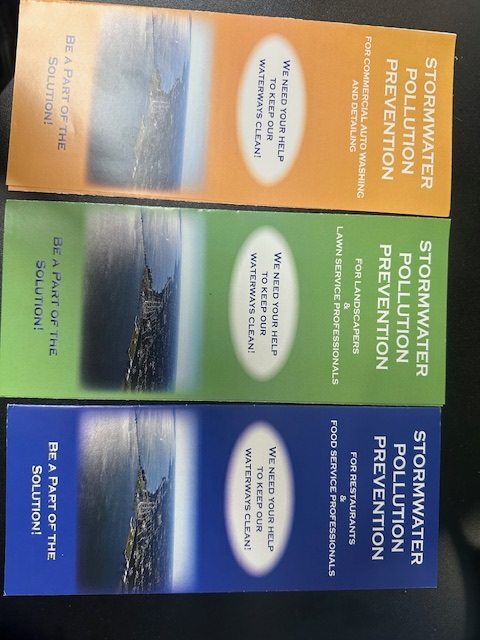 STORMWATER
POLLUTION
PREVENTION
FOR COMMERCIAL AUTO WASHING
AND DETAILING
WE NEED YOUR HELP
TO KEEP OUR
WATERWAYS CLEAN!
BE A PART OF THE
SOLUTION!
STORMWATER
POLLUTION
PREVENTION
FOR LANDSCAPERS
&
LAWN SERVICE PROFESSIONALS
WE NEED YOUR HELP
TO KEEP OUR
WATERWAYS CLEAN!
BE A PART OF THE
SOLUTION!
STORMWATER
POLLUTION
PREVENTION
FOR RESTAURANTS
&
FOOD SERVICE PROFESSIONALS
WE NEED YOUR HELP
TO KEEP OUR
WATERWAYS CLEAN!
BE A PART OF THE
SOLUTION!